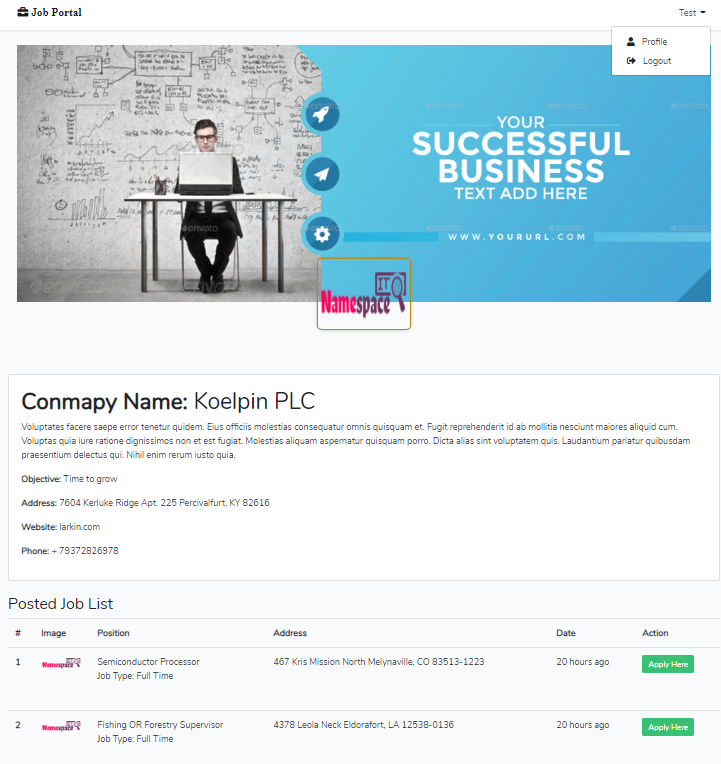 Job Portal
Test
Profile
Logout
YOUR
SUCCESSFUL
BUSINESS
TEXT ADD HERE
WWW.YOURURL.COM
envato
envato
envato
envato
envato
envato
envato
IT
Namespace
Conmapy Name: Koelpin PLC
Voluptates facere saepe error tenetur quidem. Eius officiis molestias consequatur omnis quisquam et. Fugit reprehenderit id ab mollitia nesciunt maiores aliquid cum.
Voluptas quia iure ratione dignissimos non et est fugiat. Molestias aliquam aspernatur quisquam porro. Dicta alias sint voluptatem quis. Laudantium pariatur quibusdam
praesentium delectus qui. Nihil enim rerum iusto quia.
Objective: Time to grow
Address: 7604 Kerluke Ridge Apt. 225 Percivalfurt, KY 82616
Website: larkin.com
Phone: + 79372826978
Posted Job List
# Image Position Address Date Action
1 Namespace Semiconductor Processor 467 Kris Mission North Melynaville, CO 83513-1223 20 hours ago Apply Here
Job Type: Full Time
2 Namespace Fishing OR Forestry Supervisor 4378 Leola Neck Eldorafort, LA 12538-0136 20 hours ago Apply Here
Job Type: Full Time